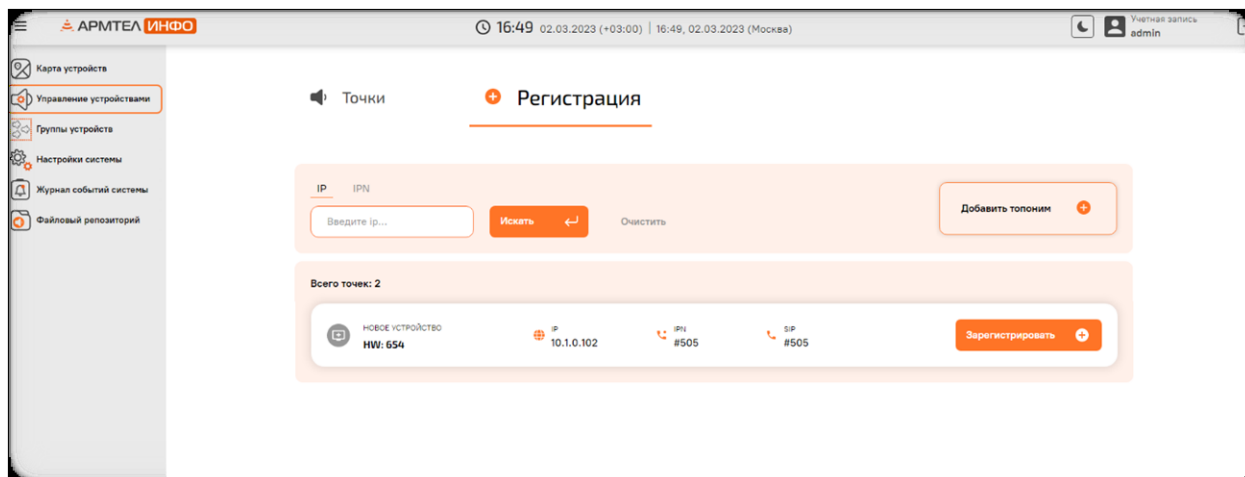 АРМТЕЛ ИНФО
16:49 02.03.2023 (+03:00) | 16:49, 02.03.2023 (Москва)
Учетная запись
admin
Карта устройств
Управление устройствами
Группы устройств
Настройки системы
Журнал событий системы
Файловый репозиторий
Точки
Регистрация
IP IPN
Введите ip...
Искать
Очистить
Добавить топоним
Всего точек: 2
НОВОЕ УСТРОЙСТВО
HW: 654
IP
10.1.0.102
IPN
#505
SIP
#505
Зарегистрировать